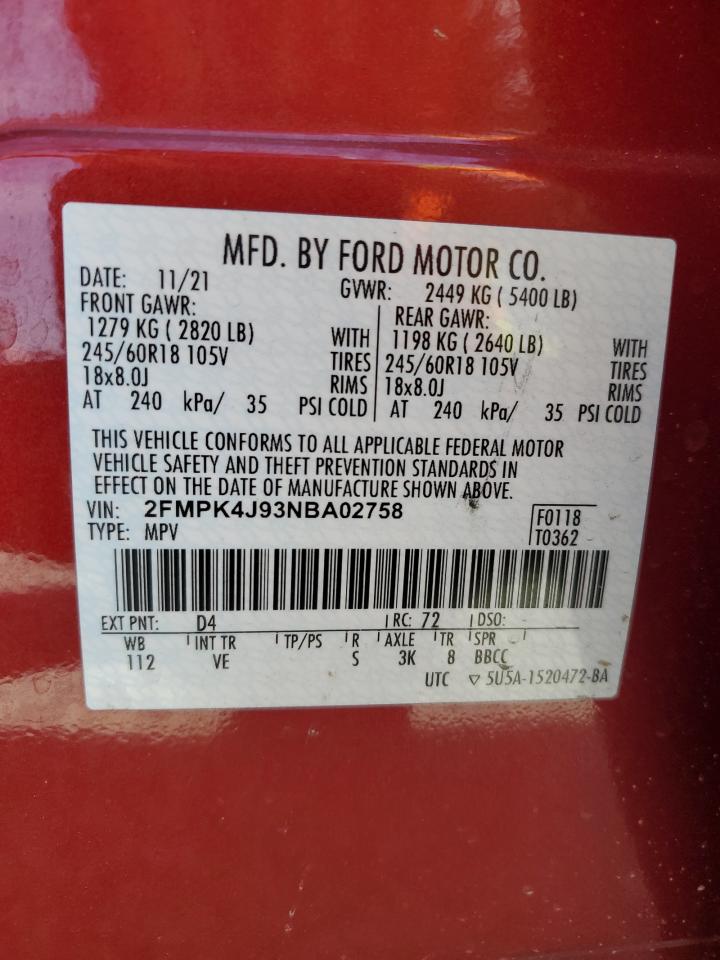 MFD. BY FORD MOTOR CO.
DATE: 11/21 GVWR: 2449 KG ( 5400 LB)
FRONT GAWR: REAR GAWR:
1279 KG ( 2820 LB) WITH 1198 KG ( 2640 LB) WITH
245/60R18 105V TIRES 245/60R18 105V TIRES
18x8.0J RIMS 18x8.0J RIMS
AT 240 kPa/ 35 PSI COLD AT 240 kPa/ 35 PSI COLD
THIS VEHICLE CONFORMS TO ALL APPLICABLE FEDERAL MOTOR
VEHICLE SAFETY AND THEFT PREVENTION STANDARDS IN
EFFECT ON THE DATE OF MANUFACTURE SHOWN ABOVE.
VIN: 2FMPK4J93NBA02758 F0118
TYPE: MPV T0362
EXT PNT: D4 RC: 72 DSO:
WB INT TR TP/PS R AXLE TR SPR
112 VE S 3K 8 BBCC
UTC ▽ 5U5A-1520472-BA